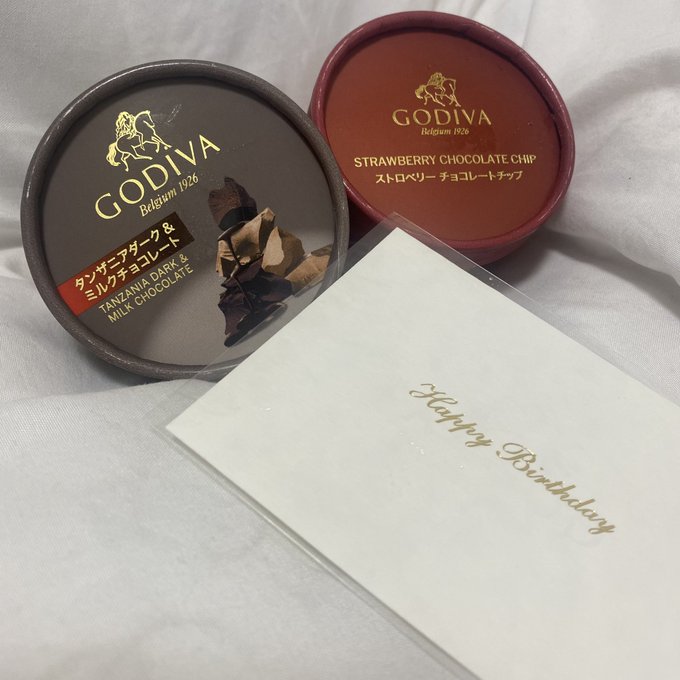 GODIVA
Belgium 1926
タンザニアダーク&
ミルクチョコレート
TANZANIA DARK &
MILK CHOCOLATE
GODIVA
Belgium 1926
STRAWBERRY CHOCOLATE CHIP
ストロベリー チョコレートチップ
Happy Birthday